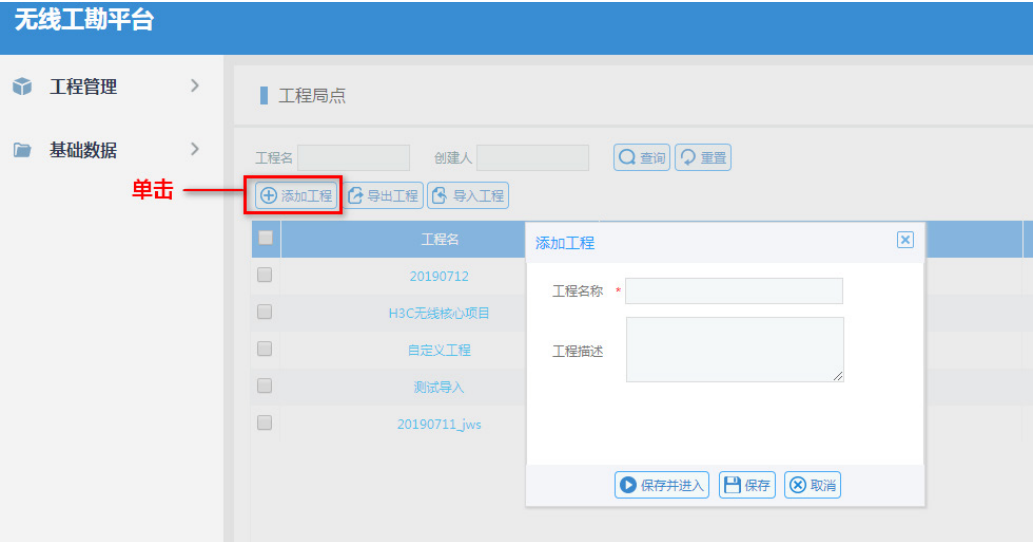 无线工勘平台
工程管理
基础数据
工程局点
工程名 创建人 查询 重置
单击
添加工程 导出工程 导入工程
工程名
20190712
H3C无线核心项目
自定义工程
测试导入
20190711_jws
添加工程
工程名称 *
工程描述
保存并进入 保存 取消